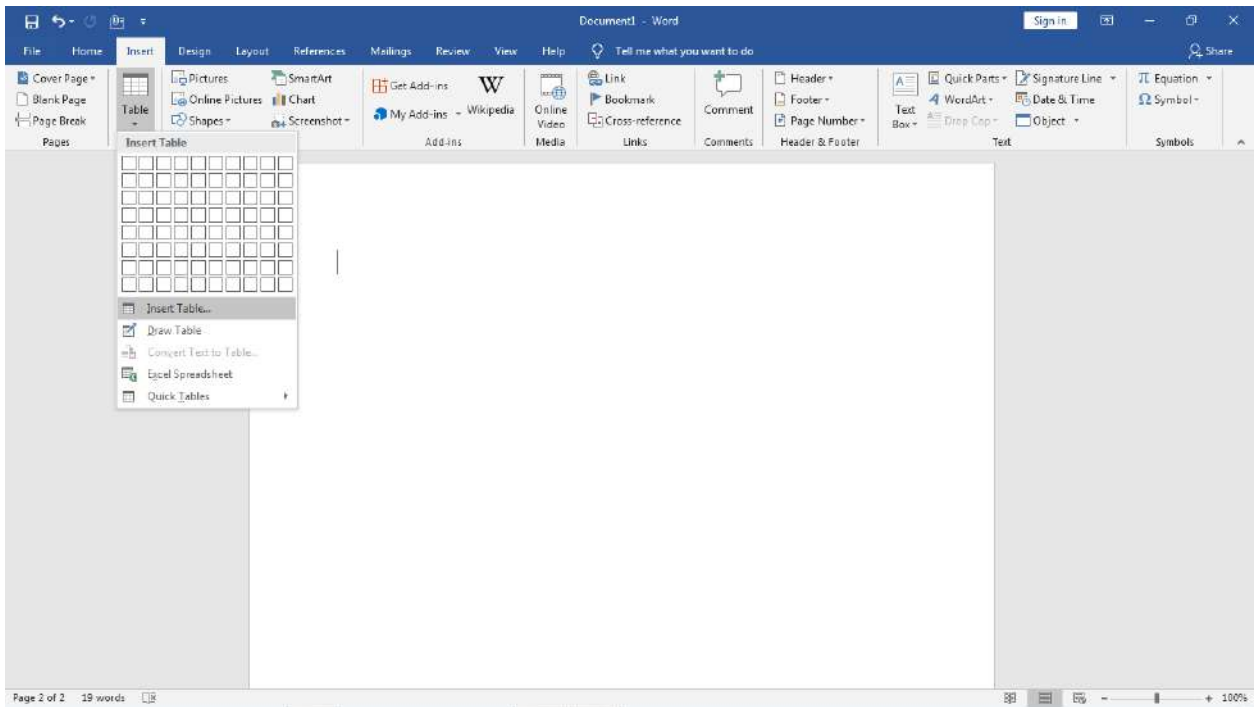 Document1 - Word
Sign in
File Home Insert Design Layout References Mailings Review View Help Tell me what you want to do Share
Cover Page
Blank Page
Page Break
Pages
Table
Pictures
Online Pictures
Shapes
SmartArt
Chart
Screenshot
Get Add-ins
My Add-ins
W
Wikipedia
Add-ins
Online
Video
Media
Link
Bookmark
Cross-reference
Links
Comment
Comments
Header
Footer
Page Number
Header & Footer
A
Text
Box
Quick Parts
WordArt
Drop Cap
Signature Line
Date & Time
Object
Text
π Equation
Ω Symbol
Symbols
Insert Table
Insert Table...
Draw Table
Convert Text to Table...
Excel Spreadsheet
Quick Tables
Page 2 of 2 19 words
100%